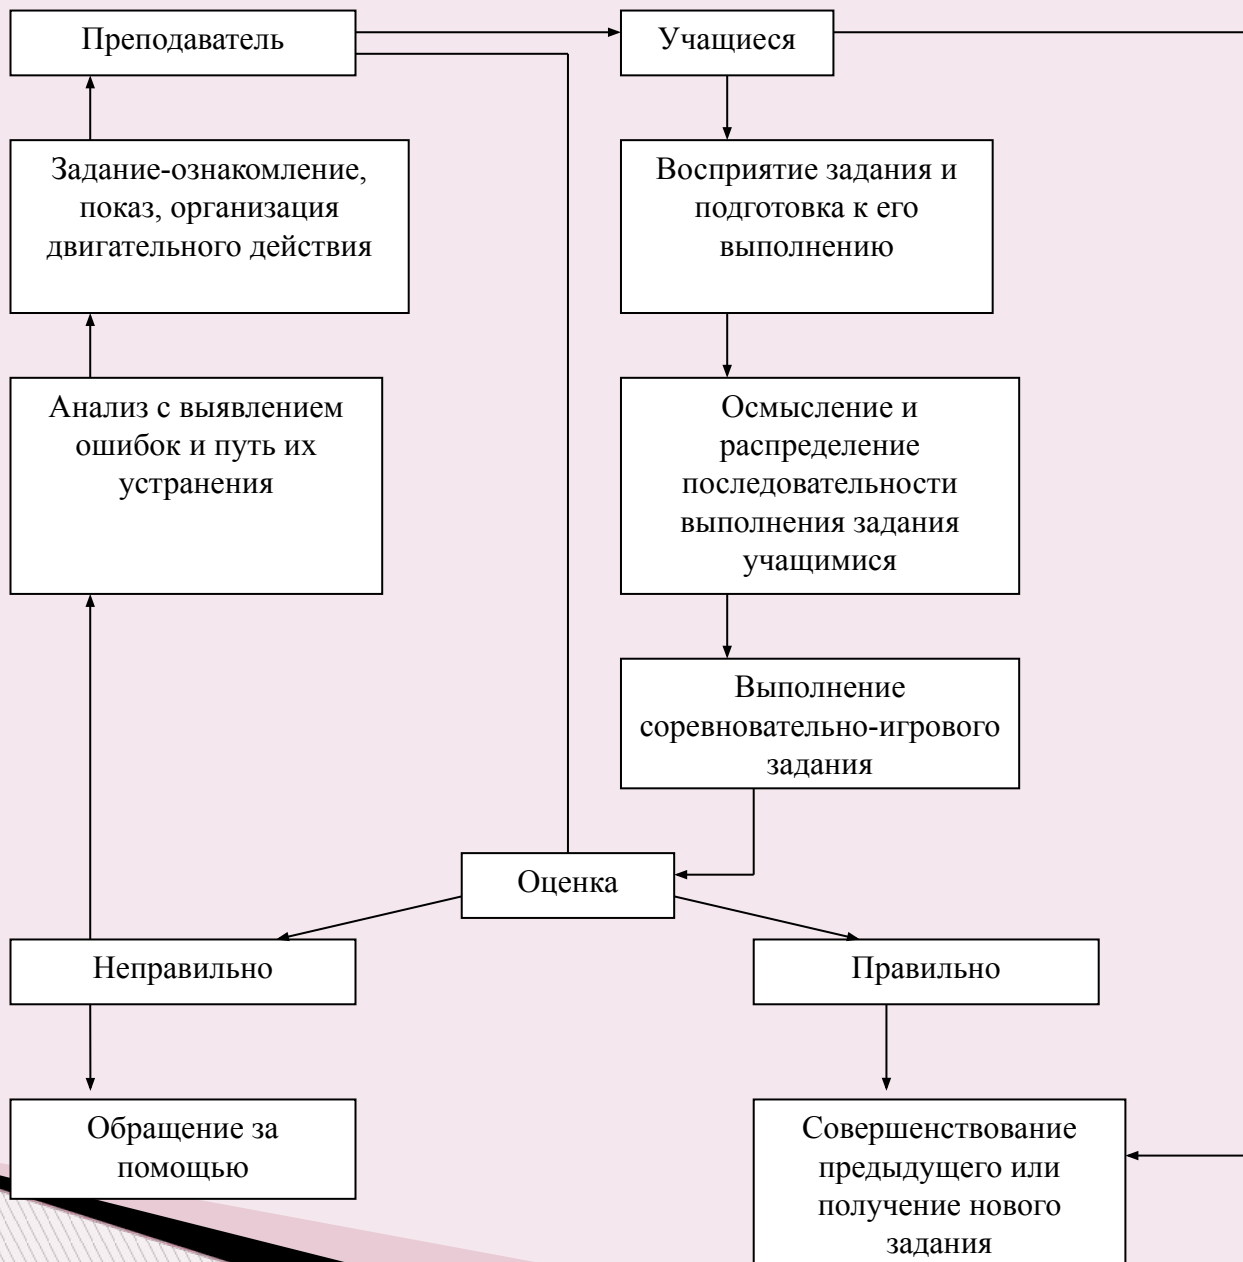 Преподаватель
Учащиеся
Задание-ознакомление,
показ, организация
двигательного действия
Восприятие задания и
подготовка к его
выполнению
Анализ с выявлением
ошибок и путь их
устранения
Осмысление и
распределение
последовательности
выполнения задания
учащимися
Выполнение
соревновательно-игрового
задания
Оценка
Неправильно
Правильно
Обращение за
помощью
Совершенствование
предыдущего или
получение нового
задания